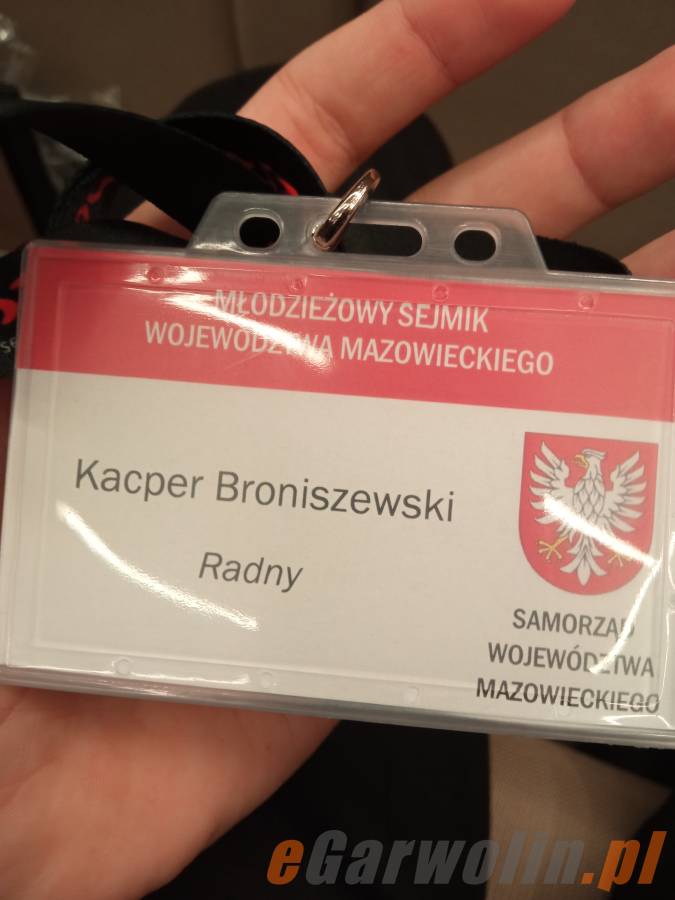 MŁODZIEŻOWY SEJMIK
WOJEWÓDZTWA MAZOWIECKIEGO
Kacper Broniszewski
Radny
SAMORZĄD
WOJEWÓDZTWA
MAZOWIECKIEGO
eGarwolin.pl